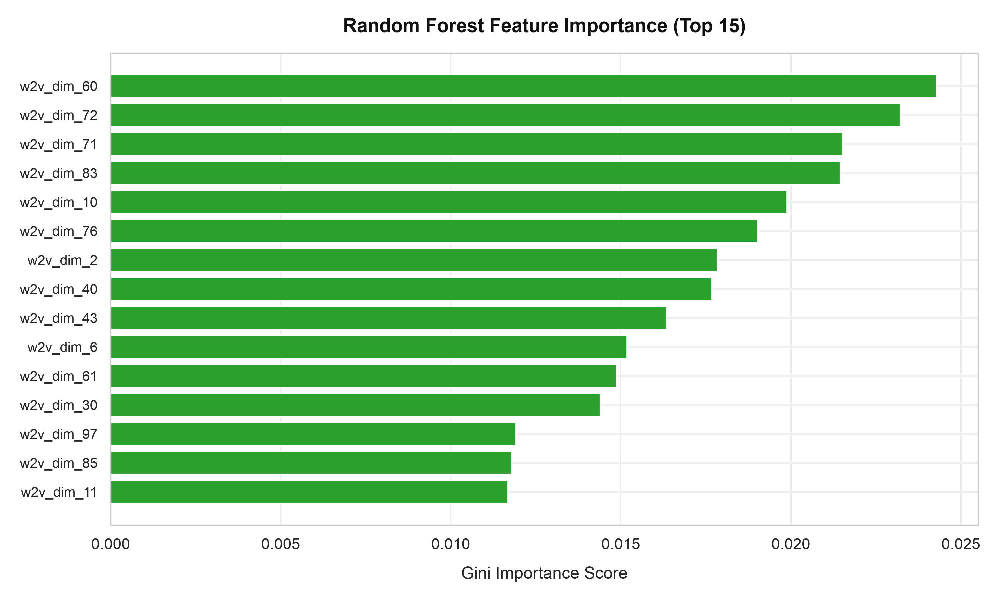 Random Forest Feature Importance (Top 15)
w2v_dim_60
w2v_dim_72
w2v_dim_71
w2v_dim_83
w2v_dim_10
w2v_dim_76
w2v_dim_2
w2v_dim_40
w2v_dim_43
w2v_dim_6
w2v_dim_61
w2v_dim_30
w2v_dim_97
w2v_dim_85
w2v_dim_11
0.000 0.005 0.010 0.015 0.020 0.025
Gini Importance Score